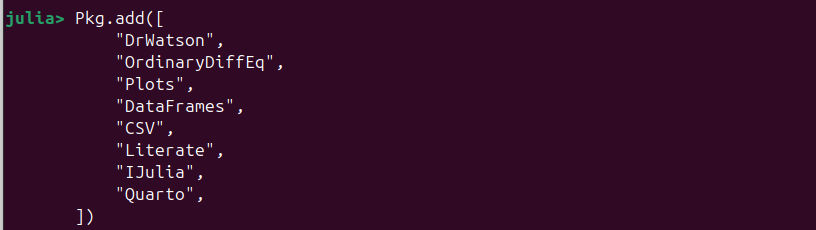 julia> Pkg.add([
           "DrWatson",
           "OrdinaryDiffEq",
           "Plots",
           "DataFrames",
           "CSV",
           "Literate",
           "IJulia",
           "Quarto",
       ])